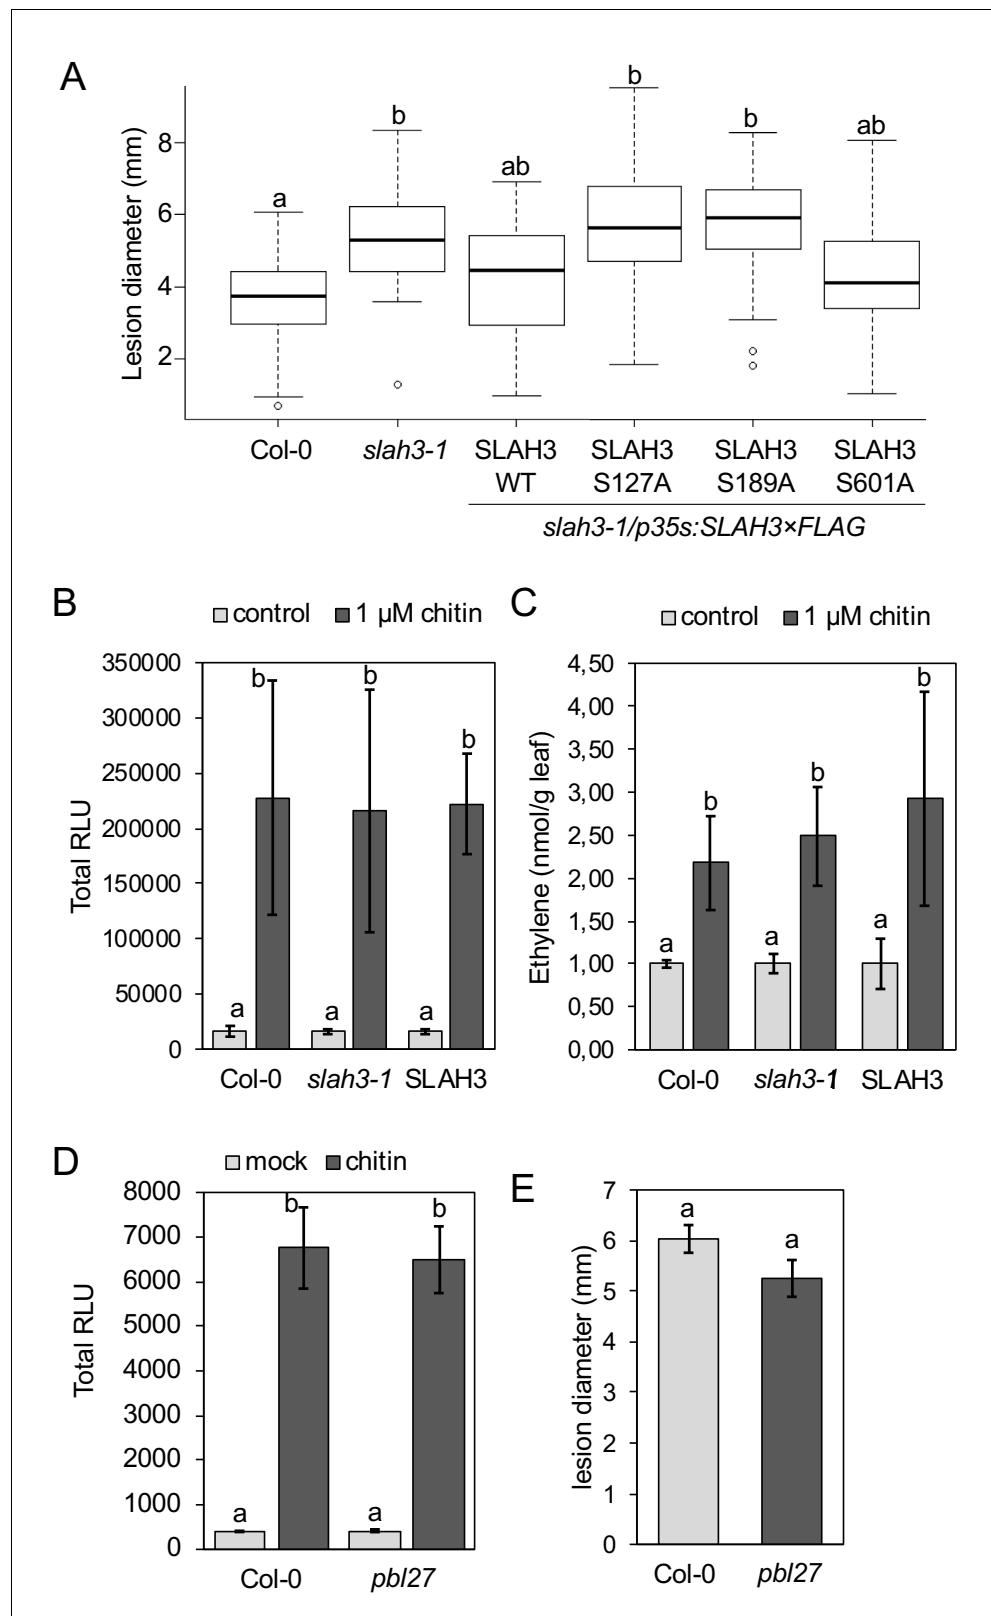 A
b
b
b
ab
ab
a
8
6
4
2
Lesion diameter (mm)
Col-0 slah3-1 SLAH3 SLAH3 SLAH3 SLAH3
WT S127A S189A S601A
slah3-1/p35s:SLAH3×FLAG
B
control 1 µM chitin
350000
300000
250000
200000
150000
100000
50000
0
Total RLU
b
b
b
a
a
a
Col-0 slah3-1 SLAH3
C
control 1 µM chitin
4,50
4,00
3,50
3,00
2,50
2,00
1,50
1,00
0,50
0,00
Ethylene (nmol/g leaf)
b
b
b
a
a
a
Col-0 slah3-1 SLAH3
D
mock chitin
8000
7000
6000
5000
4000
3000
2000
1000
0
Total RLU
b
b
a
a
Col-0 pbl27
E
7
6
5
4
3
2
1
0
lesion diameter (mm)
a
a
Col-0 pbl27